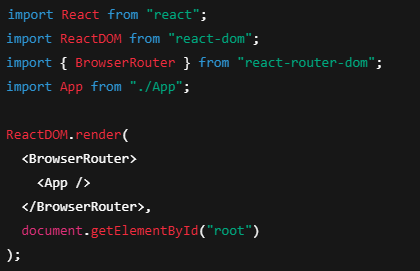 import React from "react";
import ReactDOM from "react-dom";
import { BrowserRouter } from "react-router-dom";
import App from "./App";

ReactDOM.render(
  <BrowserRouter>
    <App />
  </BrowserRouter>,
  document.getElementById("root")
);